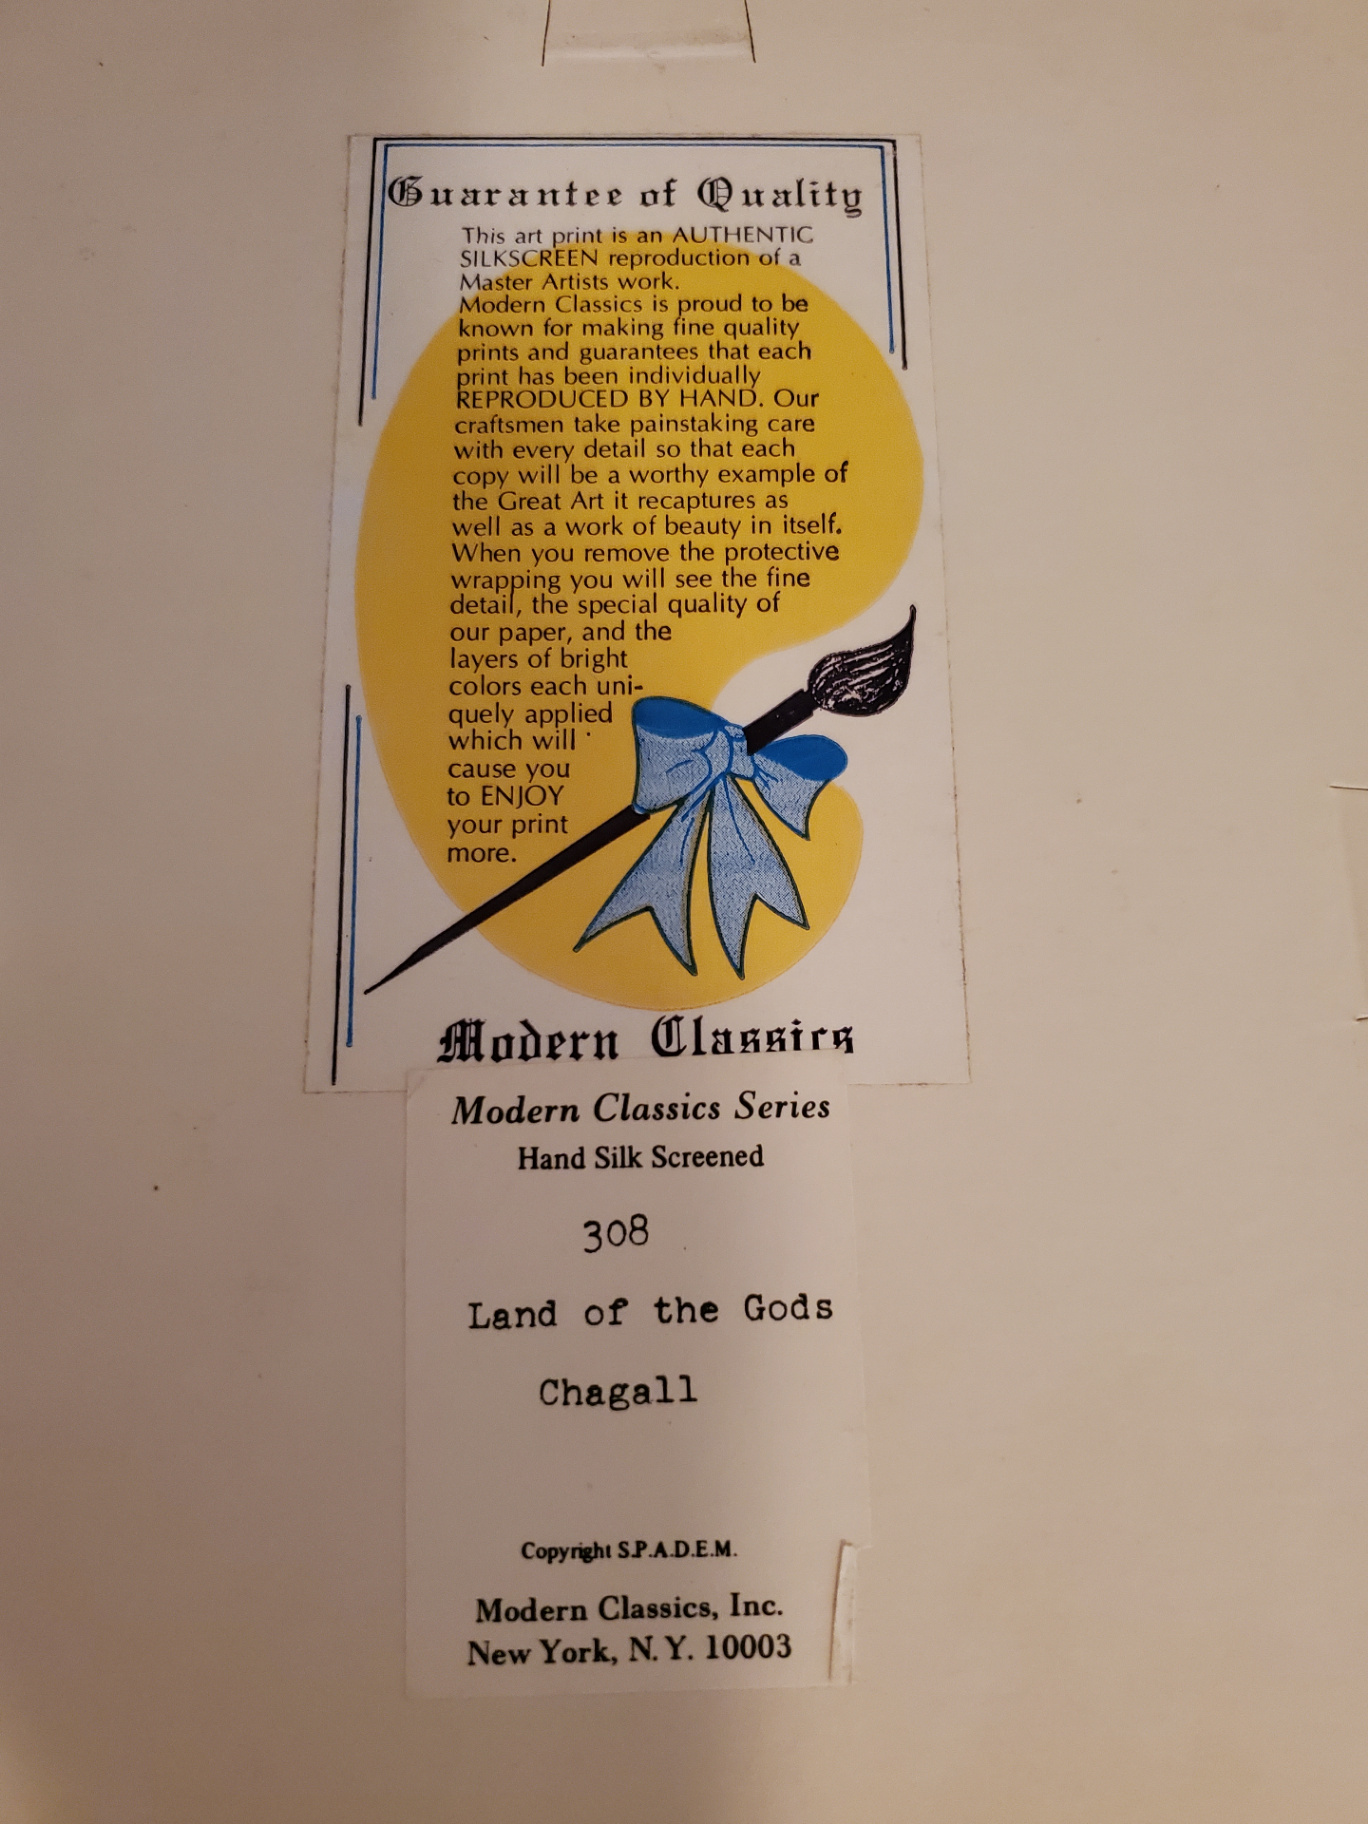 Guarantee of Quality
This art print is an AUTHENTIC
SILKSCREEN reproduction of a
Master Artists work.
Modern Classics is proud to be
known for making fine quality
prints and guarantees that each
print has been individually
REPRODUCED BY HAND. Our
craftsmen take painstaking care
with every detail so that each
copy will be a worthy example of
the Great Art it recaptures as
well as a work of beauty in itself.
When you remove the protective
wrapping you will see the fine
detail, the special quality of
our paper, and the
layers of bright
colors each uni-
quely applied
which will
cause you
to ENJOY
your print
more.
Modern Classics
Modern Classics Series
Hand Silk Screened
308
Land of the Gods
Chagall
Copyright S.P.A.D.E.M.
Modern Classics, Inc.
New York, N.Y. 10003